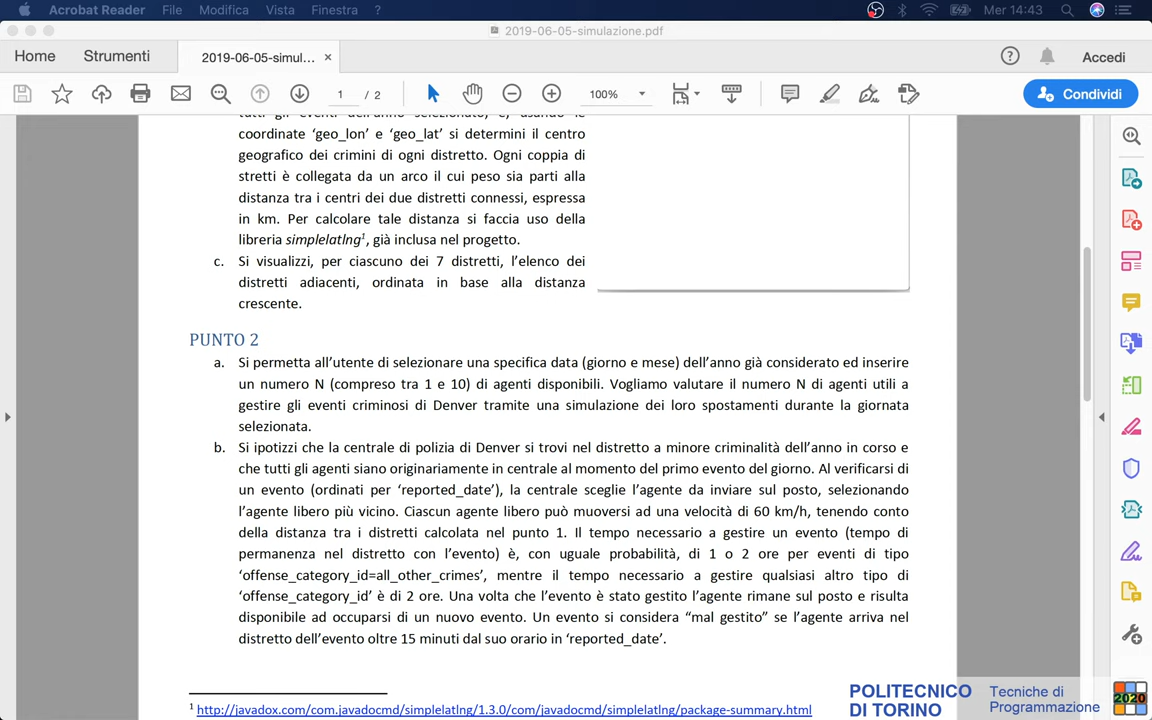 Acrobat Reader File Modifica Vista Finestra ? Mer 14:43
2019-06-05-simulazione.pdf
Home Strumenti 2019-06-05-simul... × Accedi
1 / 2 100% Condividi
tutti gli eventi dell'anno selezionato, e, usando le
coordinate ‘geo_lon’ e ‘geo_lat’ si determini il centro
geografico dei crimini di ogni distretto. Ogni coppia di
stretti è collegata da un arco il cui peso sia parti alla
distanza tra i centri dei due distretti connessi, espressa
in km. Per calcolare tale distanza si faccia uso della
libreria simplelatlng1, già inclusa nel progetto.
c. Si visualizzi, per ciascuno dei 7 distretti, l’elenco dei
distretti adiacenti, ordinata in base alla distanza
crescente.
PUNTO 2
a. Si permetta all’utente di selezionare una specifica data (giorno e mese) dell’anno già considerato ed inserire
un numero N (compreso tra 1 e 10) di agenti disponibili. Vogliamo valutare il numero N di agenti utili a
gestire gli eventi criminosi di Denver tramite una simulazione dei loro spostamenti durante la giornata
selezionata.
b. Si ipotizzi che la centrale di polizia di Denver si trovi nel distretto a minore criminalità dell’anno in corso e
che tutti gli agenti siano originariamente in centrale al momento del primo evento del giorno. Al verificarsi di
un evento (ordinati per ‘reported_date’), la centrale sceglie l’agente da inviare sul posto, selezionando
l’agente libero più vicino. Ciascun agente libero può muoversi ad una velocità di 60 km/h, tenendo conto
della distanza tra i distretti calcolata nel punto 1. Il tempo necessario a gestire un evento (tempo di
permanenza nel distretto con l’evento) è, con uguale probabilità, di 1 o 2 ore per eventi di tipo
‘offense_category_id=all_other_crimes’, mentre il tempo necessario a gestire qualsiasi altro tipo di
‘offense_category_id’ è di 2 ore. Una volta che l’evento è stato gestito l’agente rimane sul posto e risulta
disponibile ad occuparsi di un nuovo evento. Un evento si considera “mal gestito” se l’agente arriva nel
distretto dell’evento oltre 15 minuti dal suo orario in ‘reported_date’.
1 http://javadox.com/com.javadocmd/simplelatlng/1.3.0/com/javadocmd/simplelatlng/package-summary.html
POLITECNICO
DI TORINO
Tecniche di
Programmazione
2020